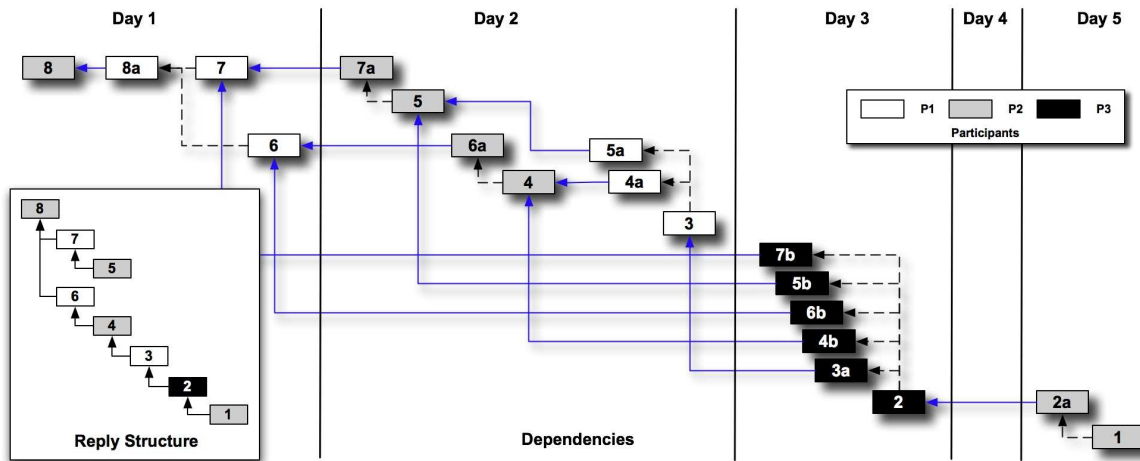 Day 1 Day 2 Day 3 Day 4 Day 5
8 8a 7 7a
5
P1 P2 P3
Participants
6 6a 5a
4 4a
3
7b
5b
6b
4b
3a
2 2a
1
8
7
5
6
4
3
2
1
Reply Structure
Dependencies